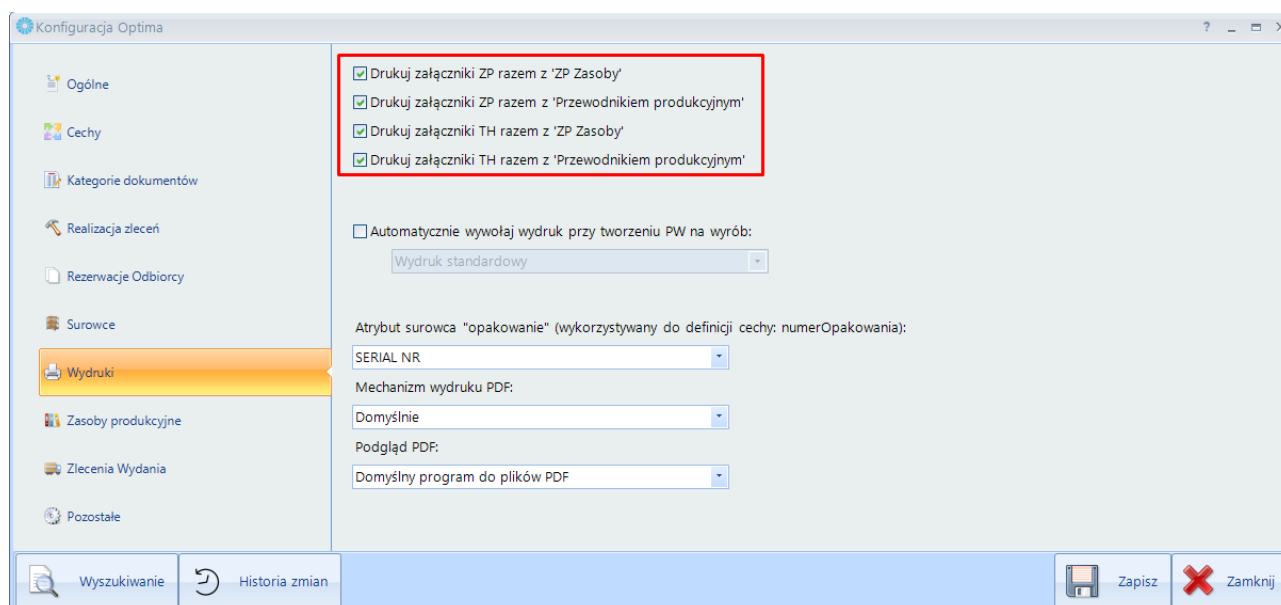 Konfiguracja Optima
?
Ogólne
Cechy
Kategorie dokumentów
Realizacja zleceń
Rezerwacje Odbiorcy
Surowce
Wydruki
Zasoby produkcyjne
Zlecenia Wydania
Pozostałe
Drukuj załączniki ZP razem z 'ZP Zasoby'
Drukuj załączniki ZP razem z 'Przewodnikiem produkcyjnym'
Drukuj załączniki TH razem z 'ZP Zasoby'
Drukuj załączniki TH razem z 'Przewodnikiem produkcyjnym'
Automatycznie wywołaj wydruk przy tworzeniu PW na wyrób:
Wydruk standardowy
Atrybut surowca "opakowanie" (wykorzystywany do definicji cechy: numerOpakowania):
SERIAL NR
Mechanizm wydruku PDF:
Domyślnie
Podgląd PDF:
Domyślny program do plików PDF
Wyszukiwanie
Historia zmian
Zapisz
Zamknij